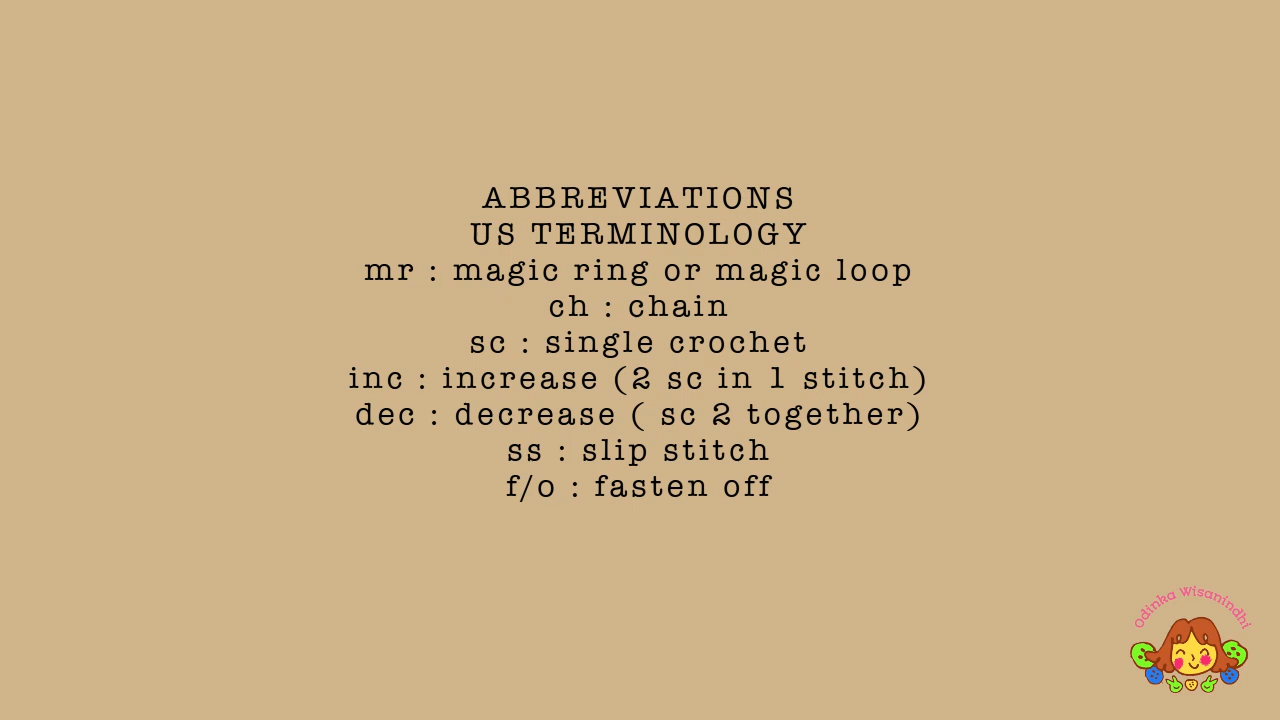 ABBREVIATIONS
US TERMINOLOGY
mr : magic ring or magic loop
ch : chain
sc : single crochet
inc : increase (2 sc in 1 stitch)
dec : decrease ( sc 2 together)
ss : slip stitch
f/o : fasten off
Odinka Wisanindhi